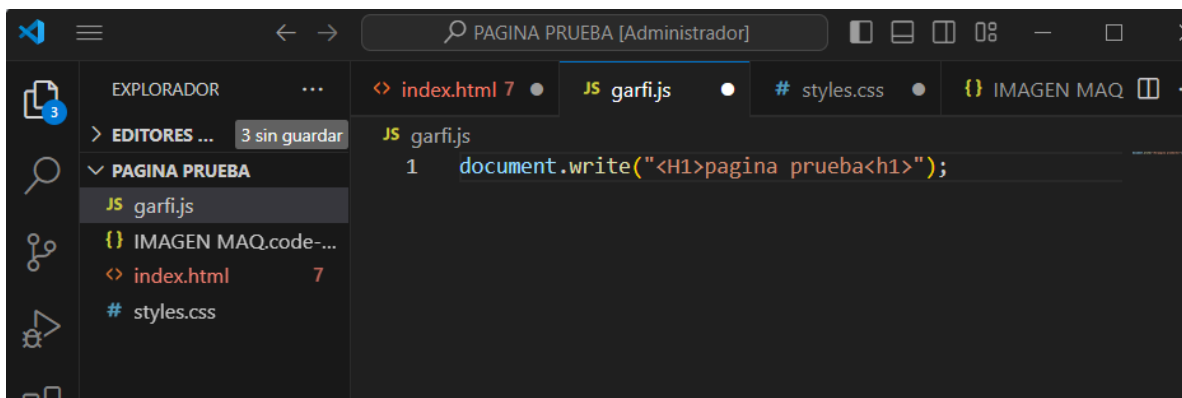 PAGINA PRUEBA [Administrador]
EXPLORADOR ...
index.html 7
JS garfi.js
# styles.css
{} IMAGEN MAQ
3
EDITORES ... 3 sin guardar
JS garfi.js
PAGINA PRUEBA
1 document.write("<H1>pagina prueba<h1>");
JS garfi.js
{} IMAGEN MAQ.code-...
<> index.html 7
# styles.css